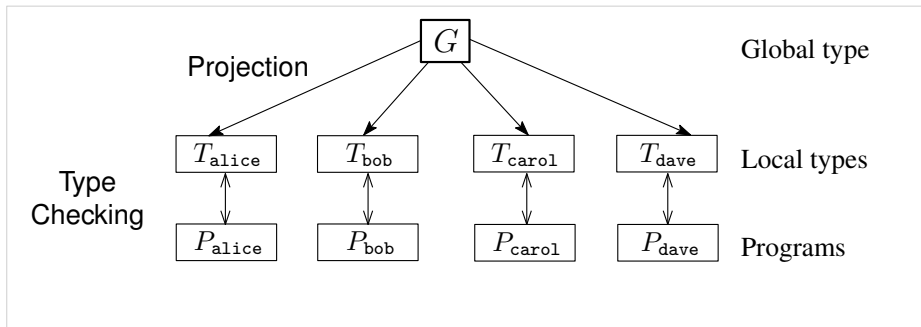 G
Global type
Projection
T_alice T_bob T_carol T_dave
Local types
Type
Checking
P_alice P_bob P_carol P_dave
Programs